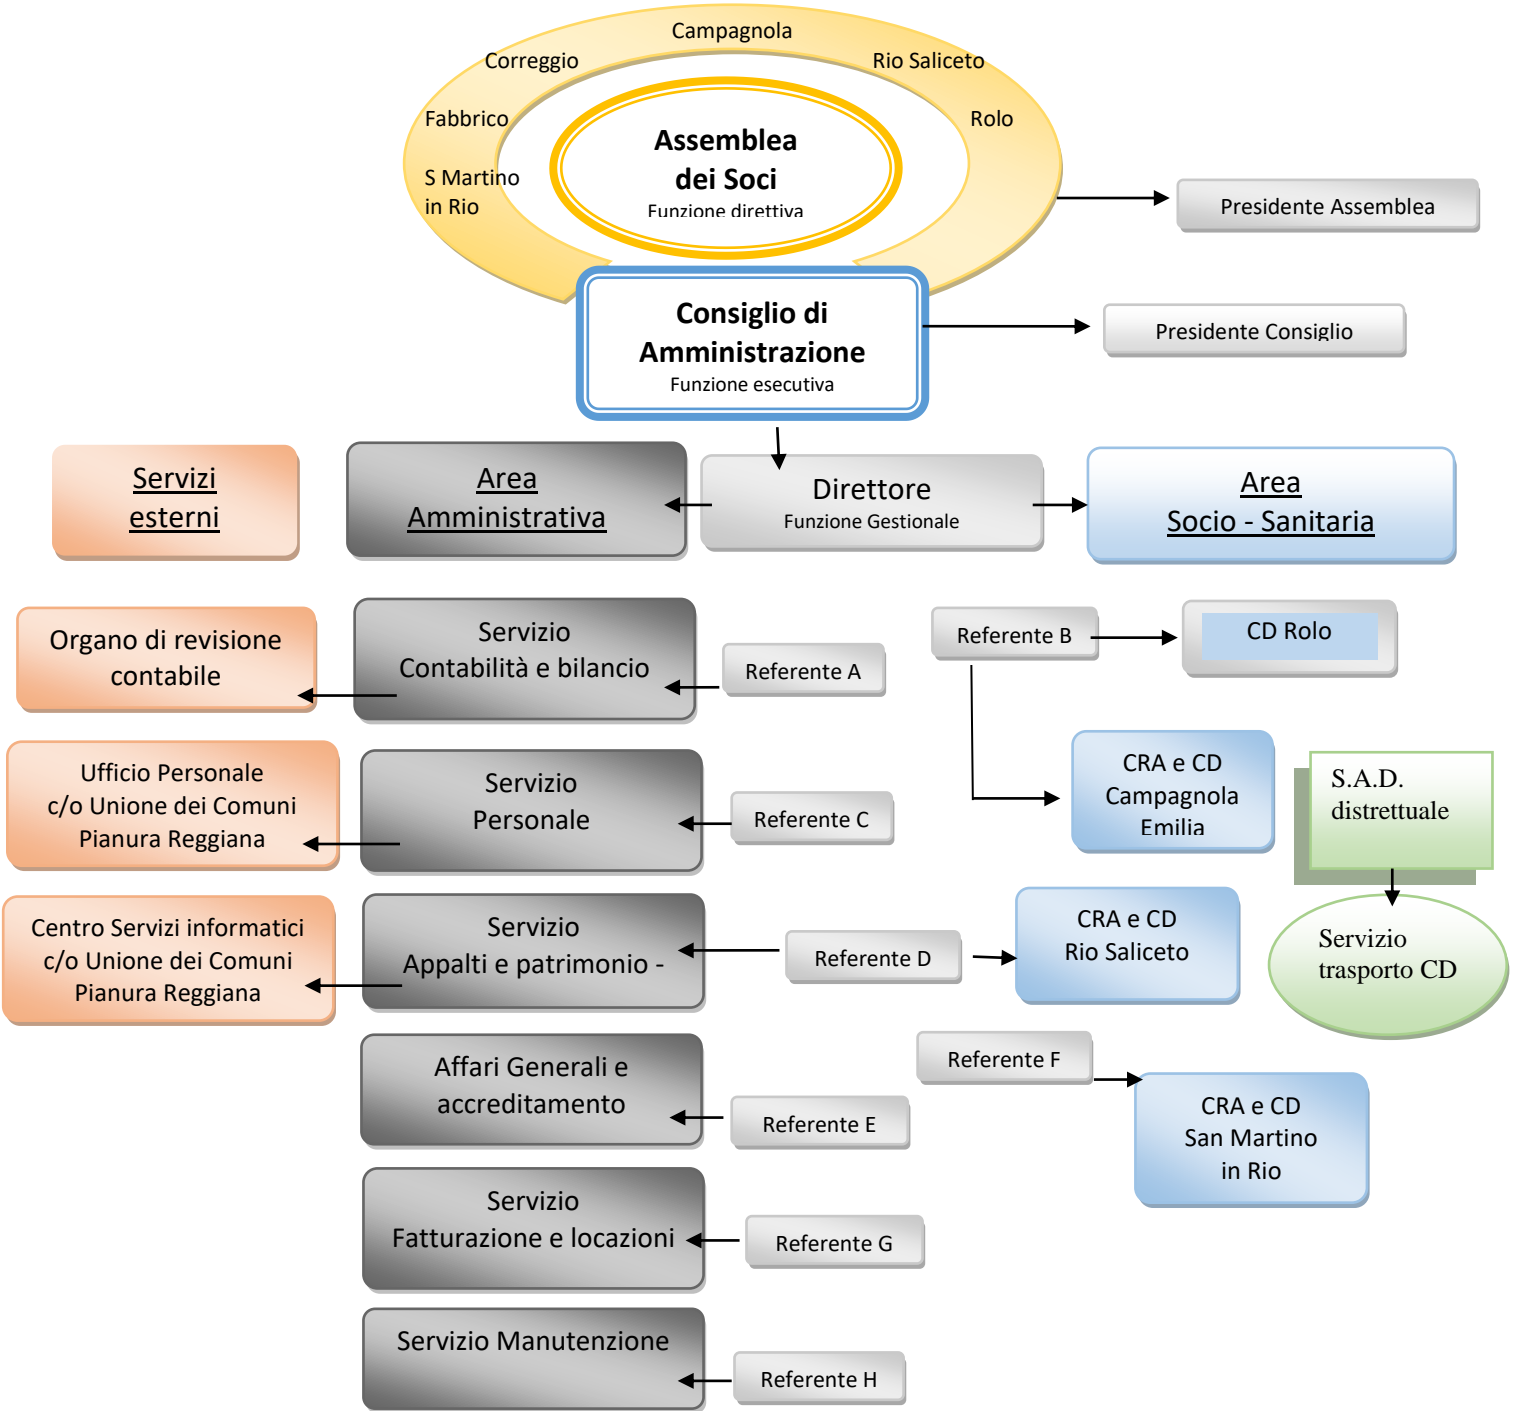 Campagnola
Correggio
Rio Saliceto
Fabbrico
Rolo
S Martino
in Rio
Assemblea
dei Soci
Funzione direttiva
Presidente Assemblea
Consiglio di
Amministrazione
Funzione esecutiva
Presidente Consiglio
Servizi
esterni
Area
Amministrativa
Direttore
Funzione Gestionale
Area
Socio - Sanitaria
Organo di revisione
contabile
Servizio
Contabilità e bilancio
Referente A
Referente B
CD Rolo
Ufficio Personale
c/o Unione dei Comuni
Pianura Reggiana
Servizio
Personale
Referente C
CRA e CD
Campagnola
Emilia
S.A.D.
distrettuale
Centro Servizi informatici
c/o Unione dei Comuni
Pianura Reggiana
Servizio
Appalti e patrimonio -
Referente D
CRA e CD
Rio Saliceto
Servizio
trasporto CD
Affari Generali e
accreditamento
Referente E
Referente F
CRA e CD
San Martino
in Rio
Servizio
Fatturazione e locazioni
Referente G
Servizio Manutenzione
Referente H